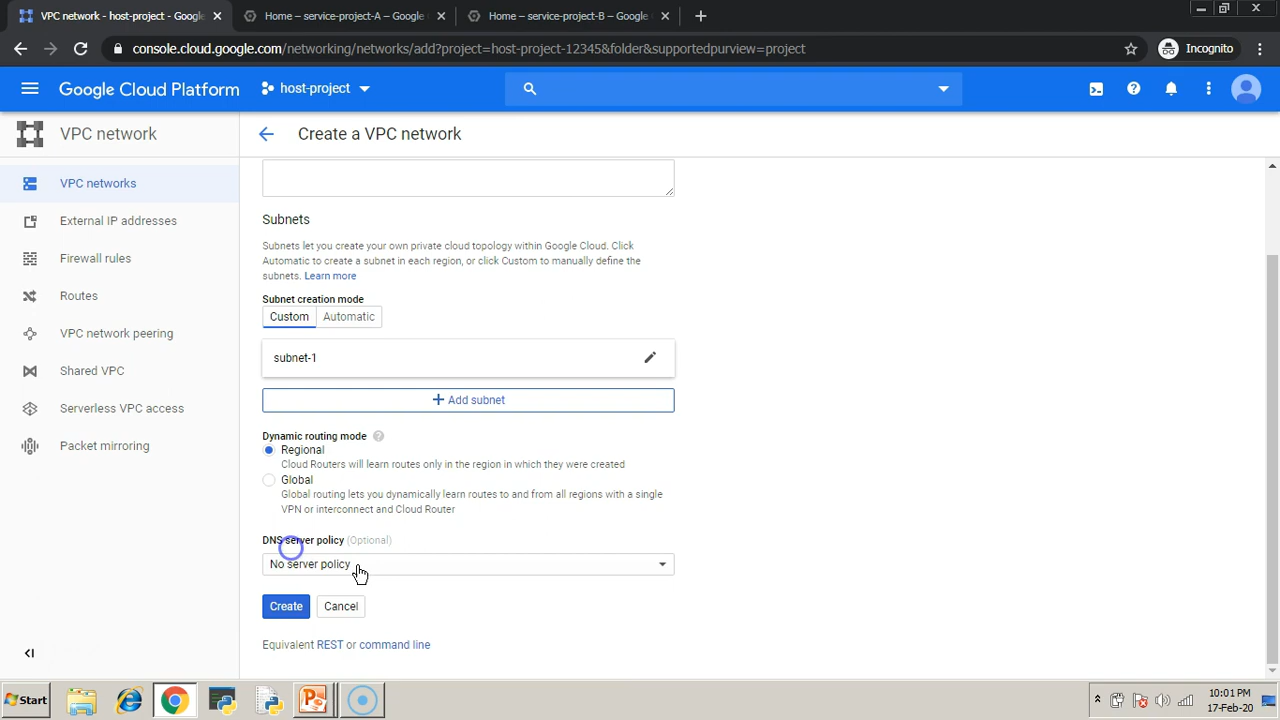 VPC network - host-project - Google
Home – service-project-A – Google
Home – service-project-B – Google
console.cloud.google.com/networking/networks/add?project=host-project-12345&folder&supportedpurview=project
Incognito
Google Cloud Platform
host-project
VPC network
Create a VPC network
VPC networks
External IP addresses
Firewall rules
Routes
VPC network peering
Shared VPC
Serverless VPC access
Packet mirroring
Subnets
Subnets let you create your own private cloud topology within Google Cloud. Click
Automatic to create a subnet in each region, or click Custom to manually define the
subnets. Learn more
Subnet creation mode
Custom Automatic
subnet-1
+ Add subnet
Dynamic routing mode ?
Regional
Cloud Routers will learn routes only in the region in which they were created
Global
Global routing lets you dynamically learn routes to and from all regions with a single
VPN or interconnect and Cloud Router
DNS server policy (Optional)
No server policy
Create Cancel
Equivalent REST or command line
Start
10:01 PM
17-Feb-20